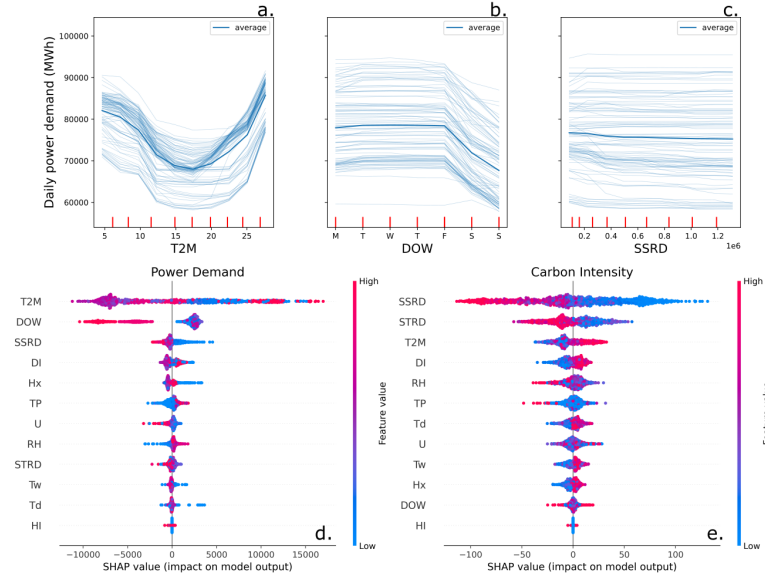 a.
b.
c.
average
average
average
Daily power demand (MWh)
100000
90000
80000
70000
60000
5 10 15 20 25
T2M
M T W T F S S
DOW
0.2 0.4 0.6 0.8 1.0 1.2
1e6
SSRD
Power Demand
T2M
DOW
SSRD
DI
Hx
TP
U
RH
STRD
Tw
Td
HI
−10000 −5000 0 5000 10000 15000
SHAP value (impact on model output)
High
Feature value
Low
d.
Carbon Intensity
SSRD
STRD
T2M
DI
RH
TP
Td
U
Tw
Hx
DOW
HI
−100 −50 0 50 100
SHAP value (impact on model output)
High
Low
e.